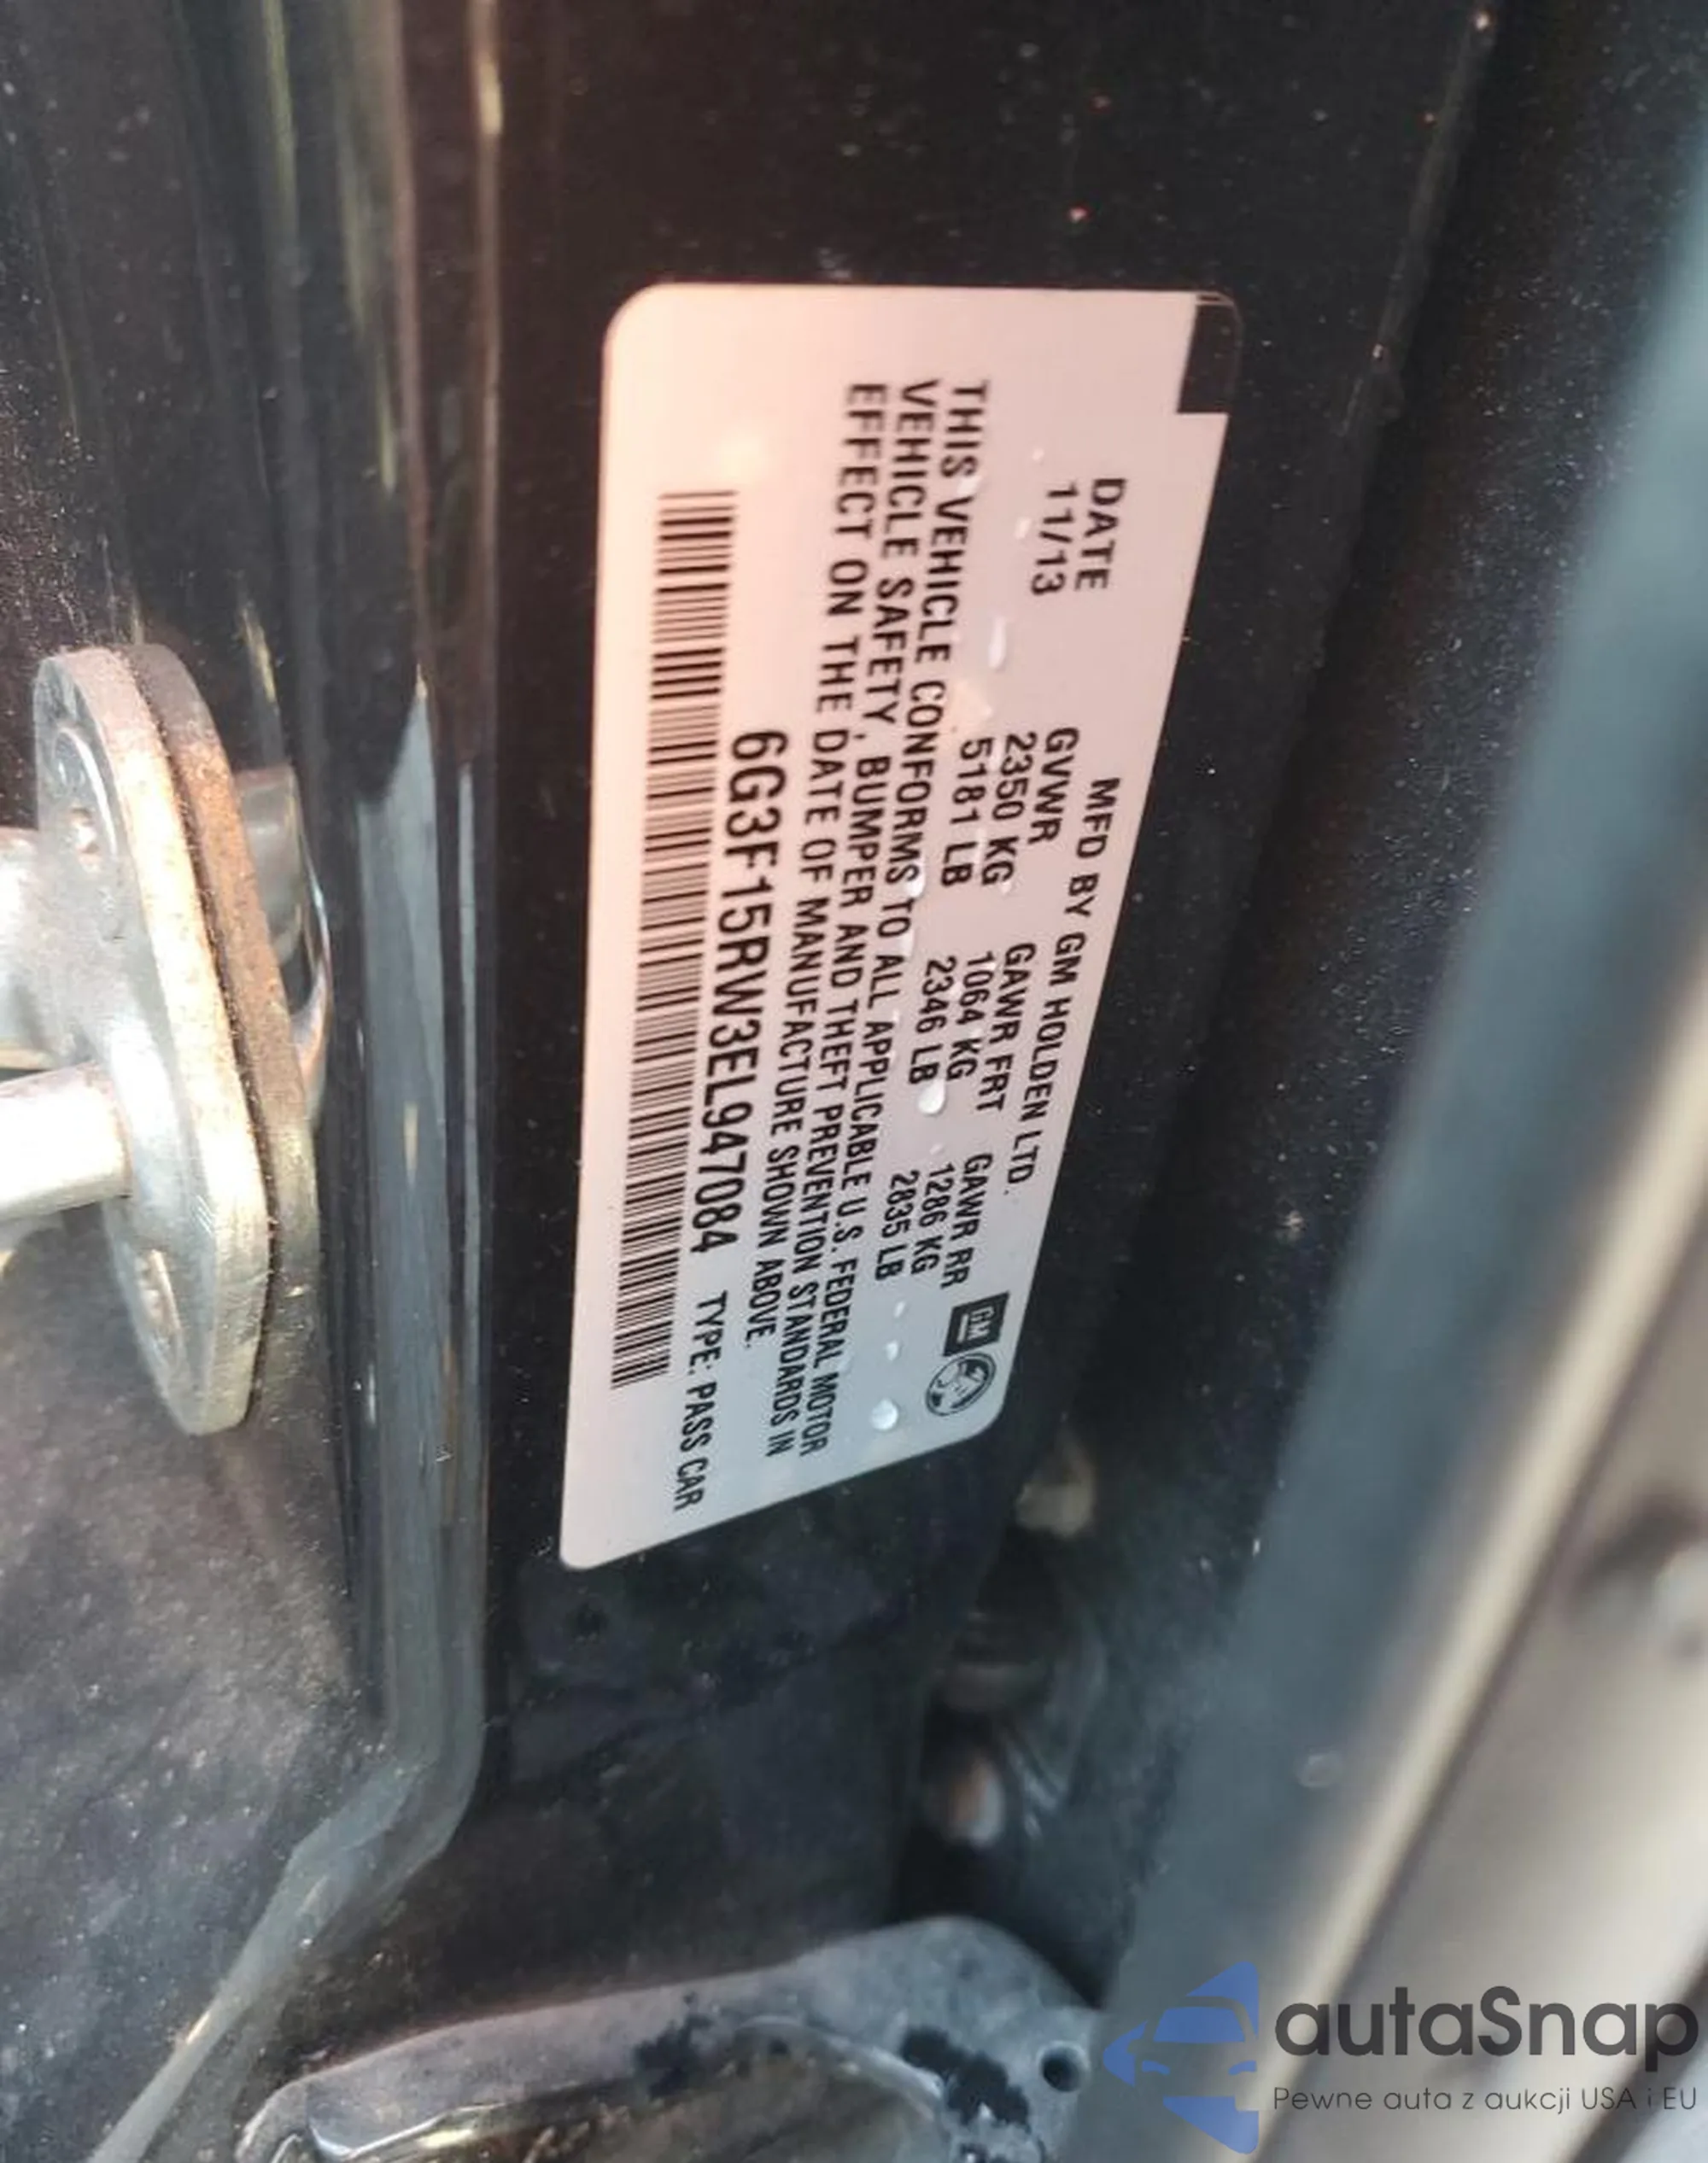 MFD BY GM HOLDEN LTD.
GM
DATE GVWR GAWR FRT GAWR RR
11/13 2350 KG 1064 KG 1286 KG
5181 LB 2346 LB 2835 LB
THIS VEHICLE CONFORMS TO ALL APPLICABLE U.S. FEDERAL MOTOR
VEHICLE SAFETY, BUMPER AND THEFT PREVENTION STANDARDS IN
EFFECT ON THE DATE OF MANUFACTURE SHOWN ABOVE.
6G3F15RW3EL947084 TYPE: PASS CAR
autaSnap
Pewne auta z aukcji USA i EU